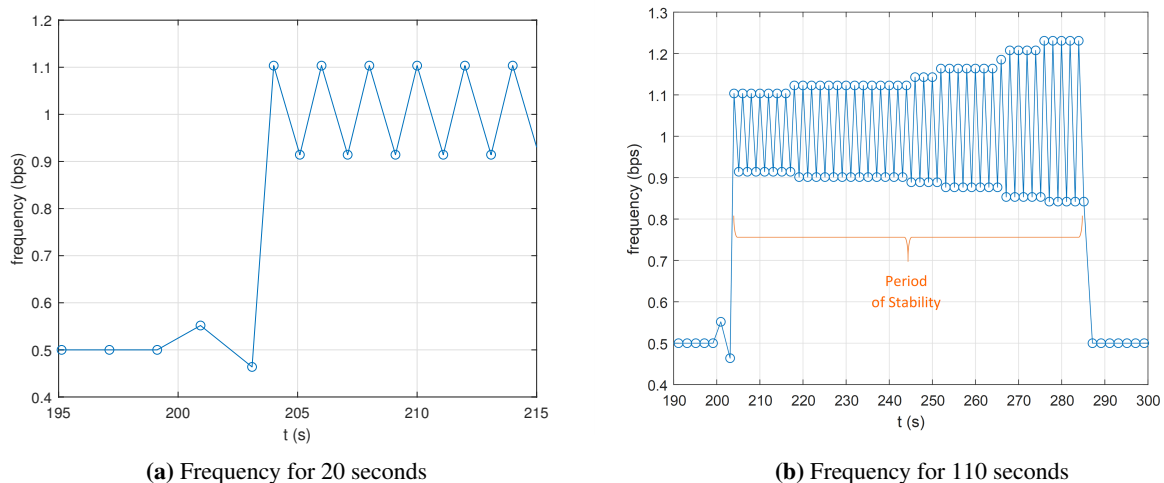 1.2
1.1
1
0.9
0.8
0.7
0.6
0.5
0.4
frequency (bps)
195 200 205 210 215
t (s)
(a) Frequency for 20 seconds
1.3
1.2
1.1
1
0.9
0.8
0.7
0.6
0.5
0.4
frequency (bps)
Period
of Stability
190 200 210 220 230 240 250 260 270 280 290 300
t (s)
(b) Frequency for 110 seconds